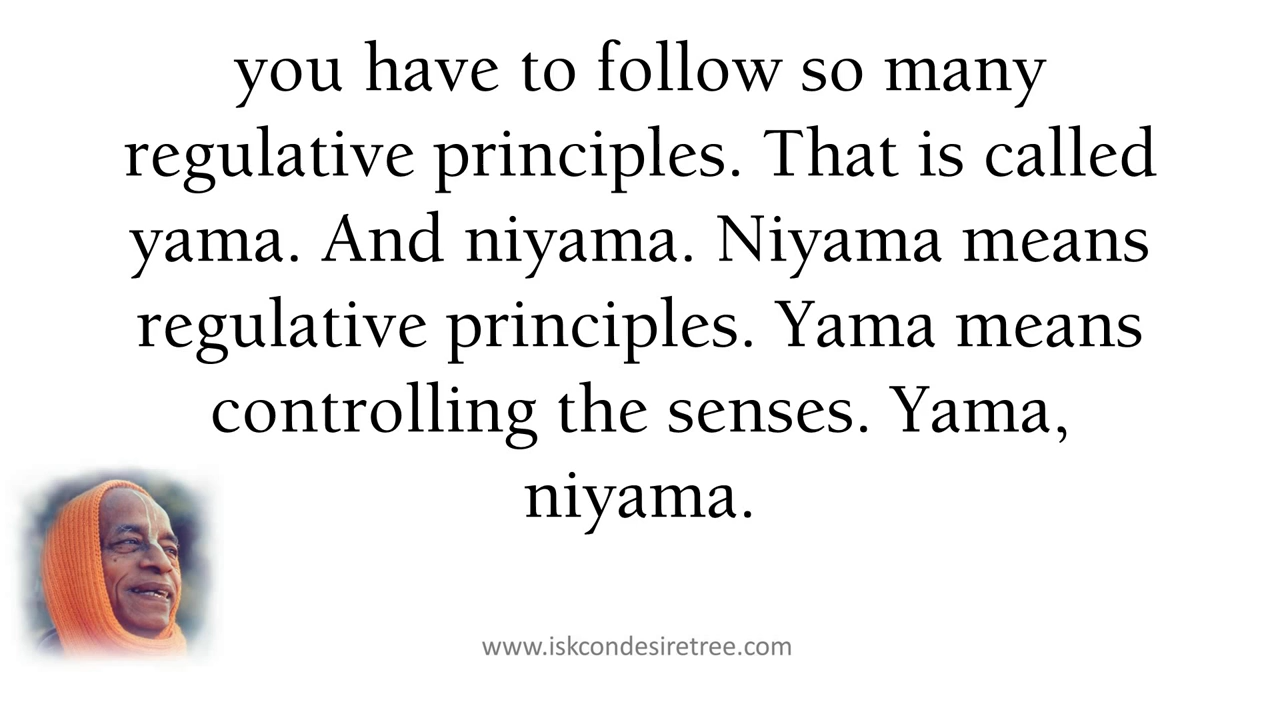 you have to follow so many
regulative principles. That is called
yama. And niyama. Niyama means
regulative principles. Yama means
controlling the senses. Yama,
niyama.
www.iskcondesiretree.com